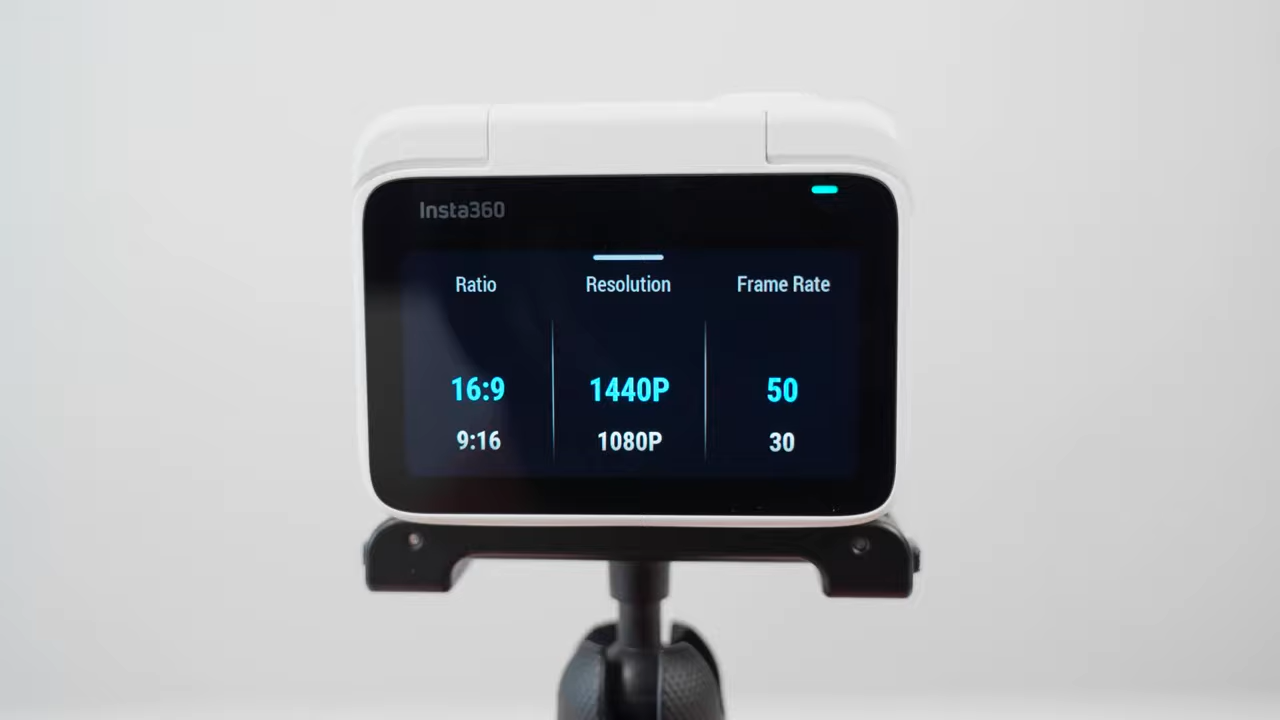 Insta360
Ratio Resolution Frame Rate
16:9 1440P 50
9:16 1080P 30